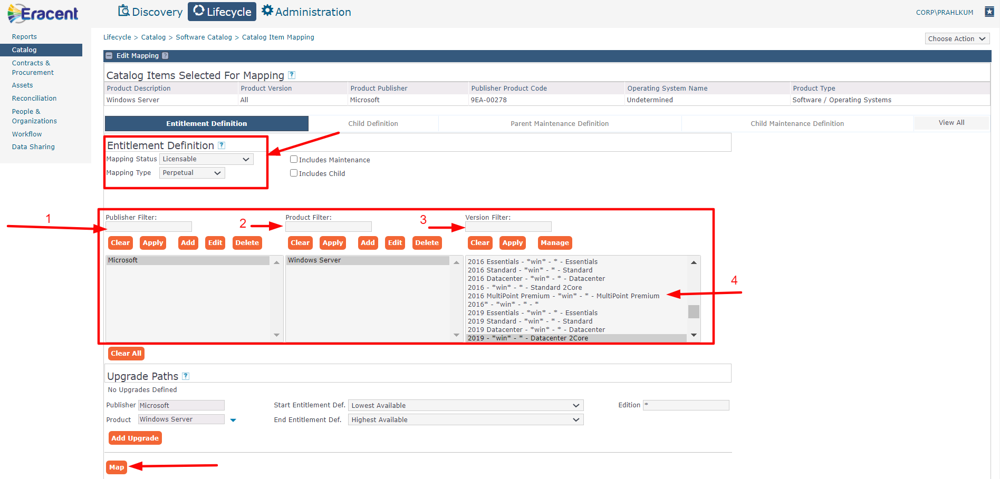 Eracent
Discovery
Lifecycle
Administration
CORP\PRAHLKUM
Reports
Catalog
Contracts &
Procurement
Assets
Reconciliation
People &
Organizations
Workflow
Data Sharing
Lifecycle > Catalog > Software Catalog > Catalog Item Mapping
Choose Action
Edit Mapping ?
Catalog Items Selected For Mapping ?
Product Description Product Version Product Publisher Publisher Product Code Operating System Name Product Type
Windows Server All Microsoft 9EA-00278 Undetermined Software / Operating Systems
Entitlement Definition Child Definition Parent Maintenance Definition Child Maintenance Definition View All
Entitlement Definition ?
Mapping Status Licensable Includes Maintenance
Mapping Type Perpetual Includes Child
1 2 3 4
Publisher Filter: Product Filter: Version Filter:
Clear Apply Add Edit Delete Clear Apply Add Edit Delete Clear Apply Manage
Microsoft
Windows Server
2016 Essentials - *win* - * - Essentials
2016 Standard - *win* - * - Standard
2016 Datacenter - *win* - * - Datacenter
2016 - *win* - * - Standard 2Core
2016 MultiPoint Premium - *win* - * - MultiPoint Premium
2016* - *win* - * - *
2019 Essentials - *win* - * - Essentials
2019 Standard - *win* - * - Standard
2019 Datacenter - *win* - * - Datacenter
2019 - *win* - * - Datacenter 2Core
Clear All
Upgrade Paths ?
No Upgrades Defined
Publisher Microsoft Start Entitlement Def. Lowest Available Edition *
Product Windows Server End Entitlement Def. Highest Available
Add Upgrade
Map